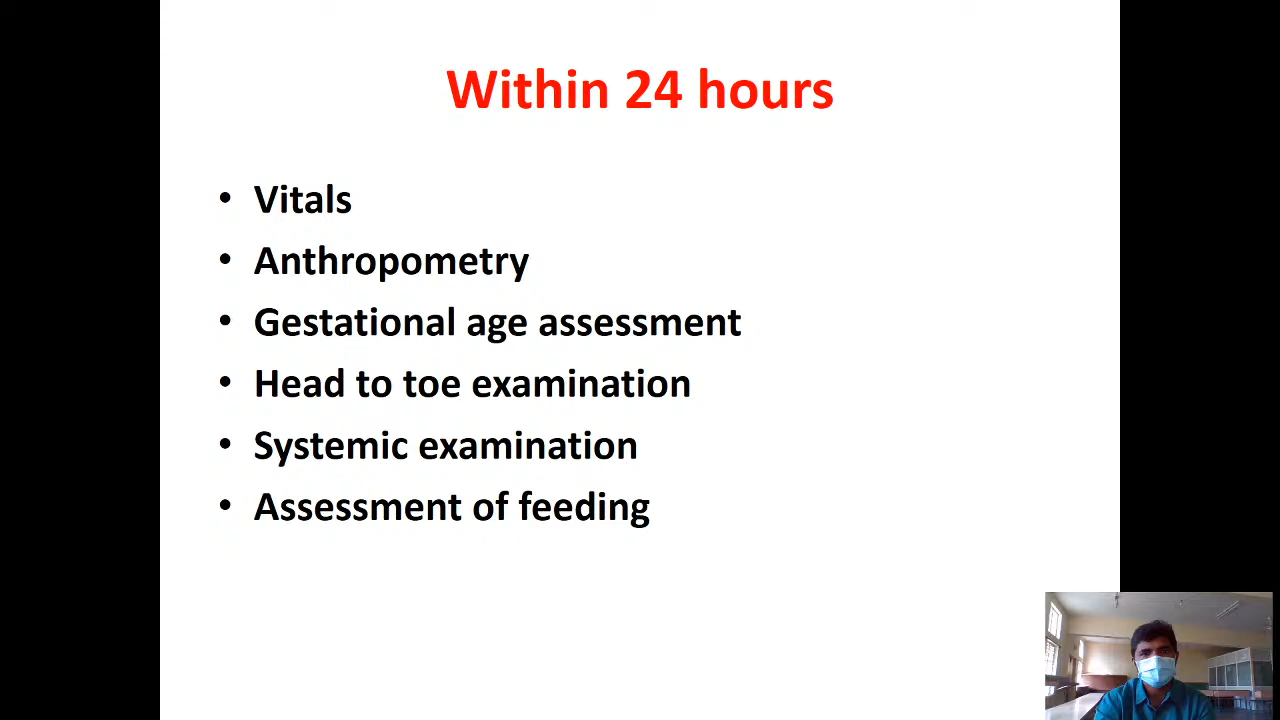 Within 24 hours
• Vitals
• Anthropometry
• Gestational age assessment
• Head to toe examination
• Systemic examination
• Assessment of feeding